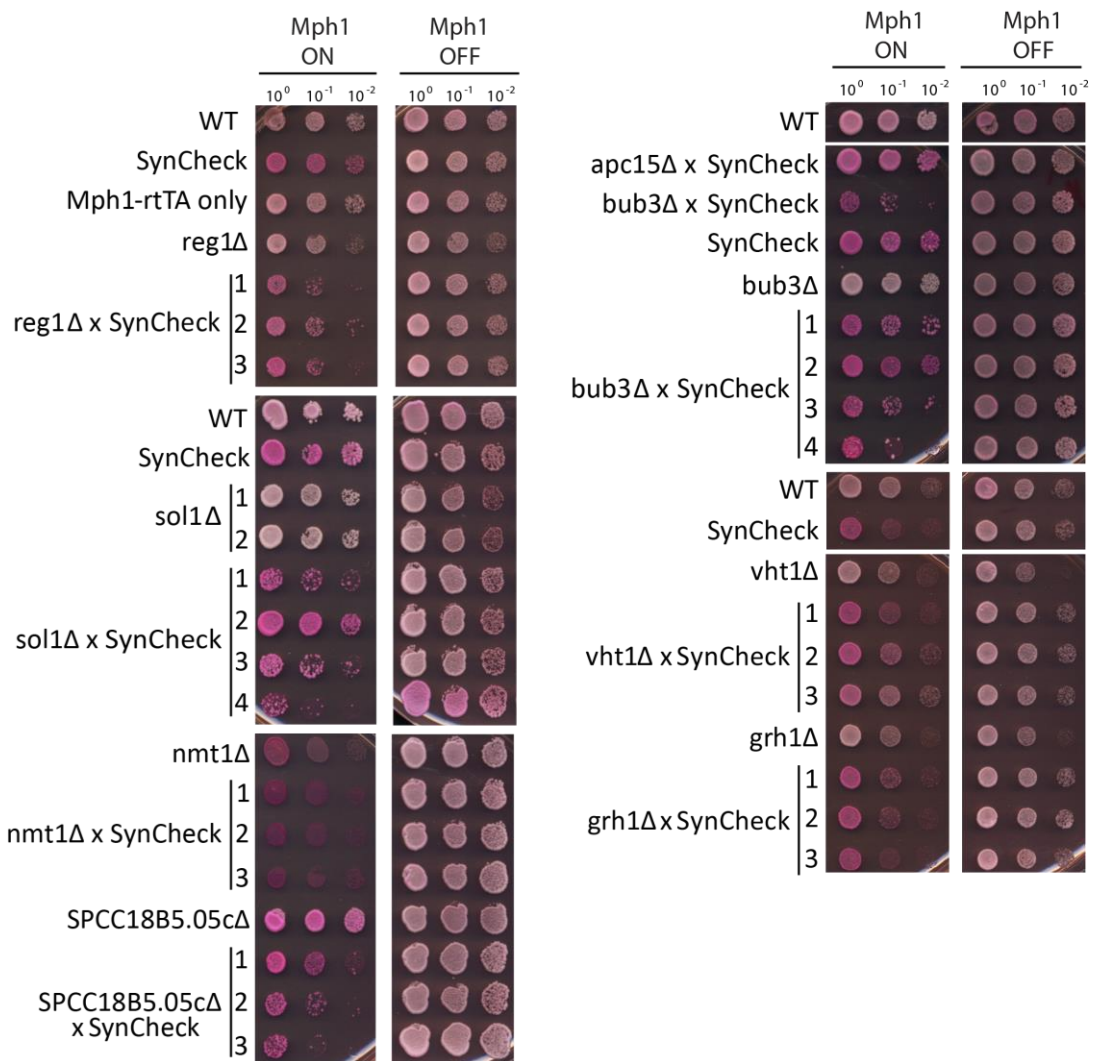 Mph1
ON
Mph1
OFF
10⁰ 10⁻¹ 10⁻² 10⁰ 10⁻¹ 10⁻²
WT
SynCheck
Mph1-rtTA only
reg1Δ
reg1Δ x SynCheck
1
2
3
WT
SynCheck
sol1Δ
1
2
sol1Δ x SynCheck
1
2
3
4
nmt1Δ
nmt1Δ x SynCheck
1
2
3
SPCC18B5.05cΔ
SPCC18B5.05cΔ
x SynCheck
1
2
3
Mph1
ON
Mph1
OFF
10⁰ 10⁻¹ 10⁻² 10⁰ 10⁻¹ 10⁻²
WT
apc15Δ x SynCheck
bub3Δ x SynCheck
SynCheck
bub3Δ
bub3Δ x SynCheck
1
2
3
4
WT
SynCheck
vht1Δ
vht1Δ x SynCheck
1
2
3
grh1Δ
grh1Δ x SynCheck
1
2
3